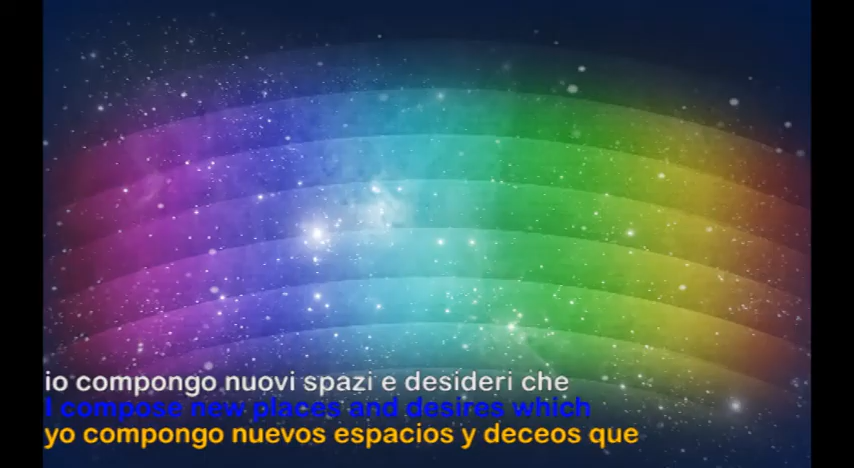 io compongo nuovi spazi e desideri che
I compose new places and desires which
yo compongo nuevos espacios y deceos que